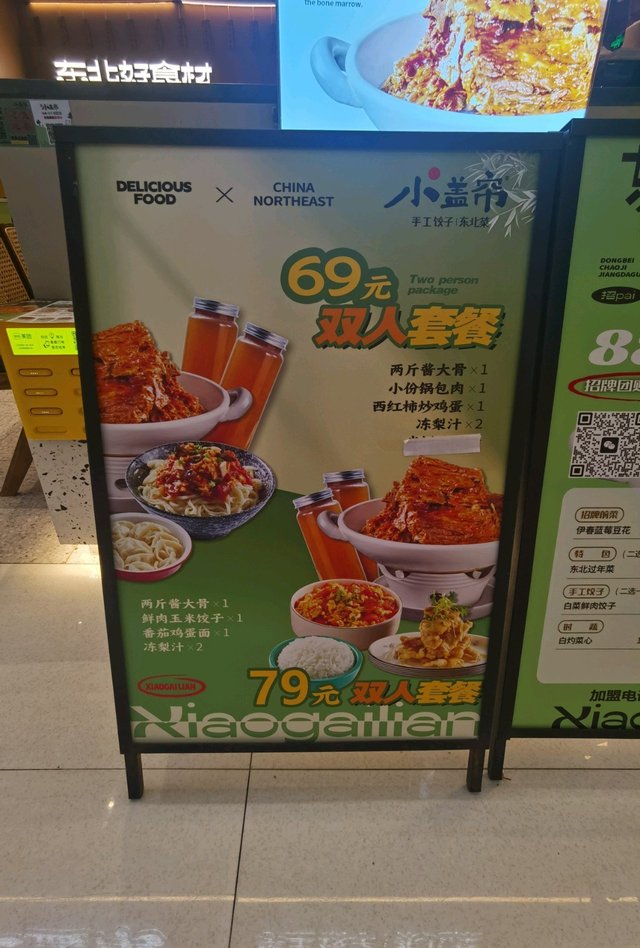 the bone marrow.
东北好食材
DELICIOUS
FOOD
×
CHINA
NORTHEAST
小盖帘
手工饺子|东北菜
69元
Two person
package
双人套餐
两斤酱大骨×1
小份锅包肉×1
西红柿炒鸡蛋×1
冻梨汁×2
两斤酱大骨×1
鲜肉玉米饺子×1
番茄鸡蛋面×1
冻梨汁×2
XIAOGAILIAN
79元 双人套餐
Xiaogailian
DONGBEI
CHAOJI
JIANGDAGU
招pai
招牌团购
招牌前菜
伊春蓝莓豆花
东北过年菜
手工饺子
白菜鲜肉饺子
时蔬
白灼菜心
加盟电话
Xiao